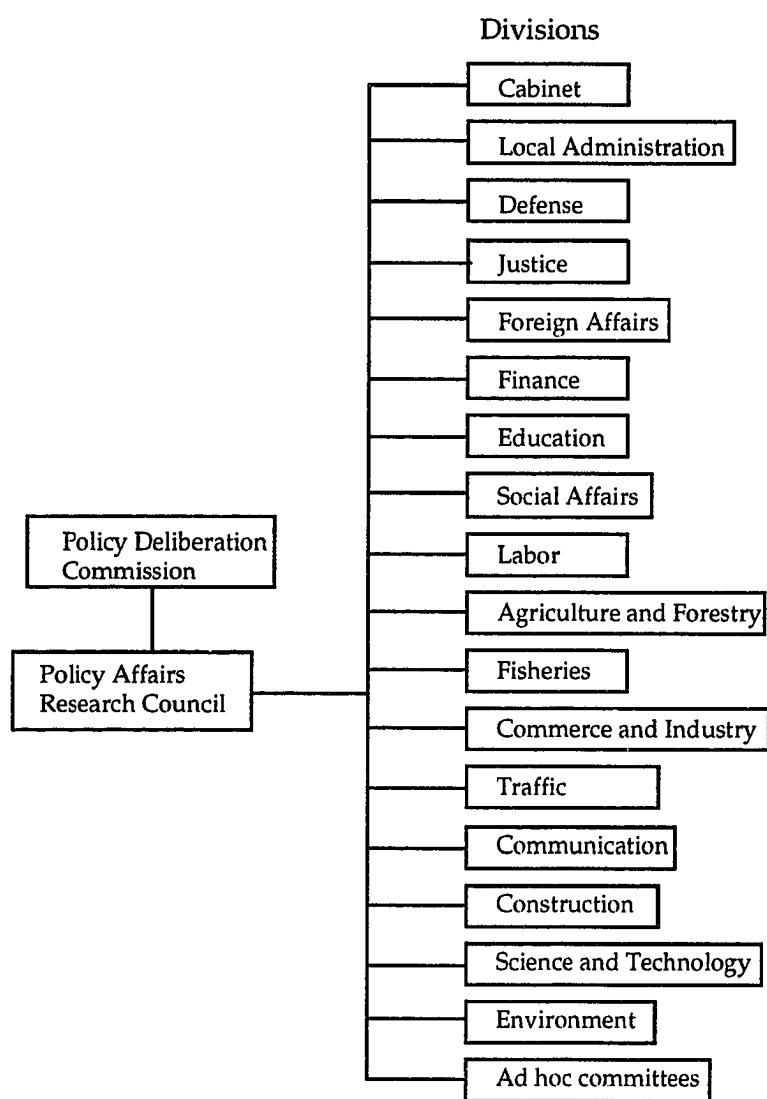 Divisions
Cabinet
Local Administration
Defense
Justice
Foreign Affairs
Finance
Education
Social Affairs
Policy Deliberation
Commission
Labor
Agriculture and Forestry
Policy Affairs
Research Council
Fisheries
Commerce and Industry
Traffic
Communication
Construction
Science and Technology
Environment
Ad hoc committees